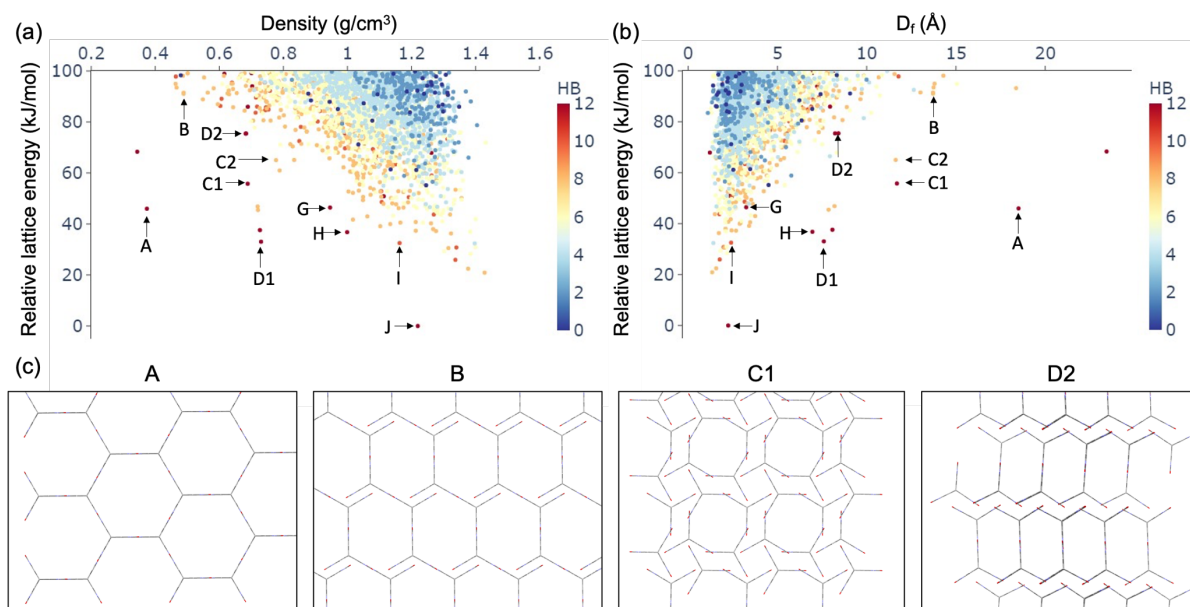 (a)
Density (g/cm³)
0.2 0.4 0.6 0.8 1 1.2 1.4 1.6
Relative lattice energy (kJ/mol)
100
80
60
40
20
0
B
D2
C2
C1
A
D1
G
H
I
J
HB
12
10
8
6
4
2
0
(b)
D_f (Å)
0 5 10 15 20
Relative lattice energy (kJ/mol)
100
80
60
40
20
0
B
D2
C2
C1
G
H
A
I
D1
J
HB
12
10
8
6
4
2
0
(c)
A B C1 D2